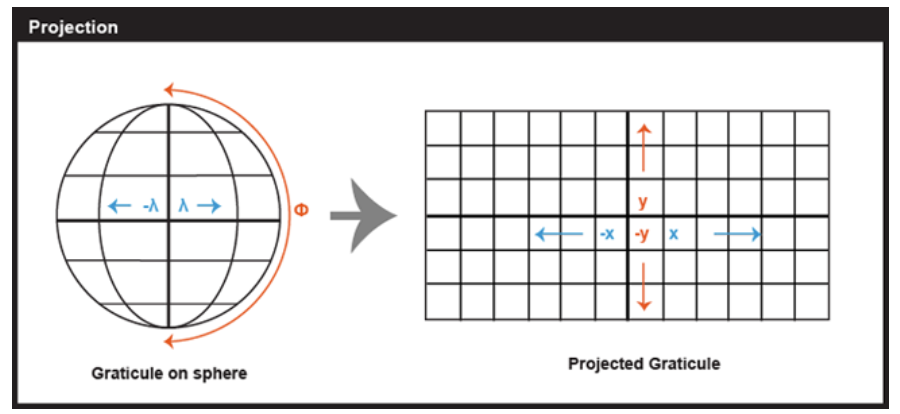 Projection
-λ λ
Φ
y
-x -y x
Graticule on sphere
Projected Graticule